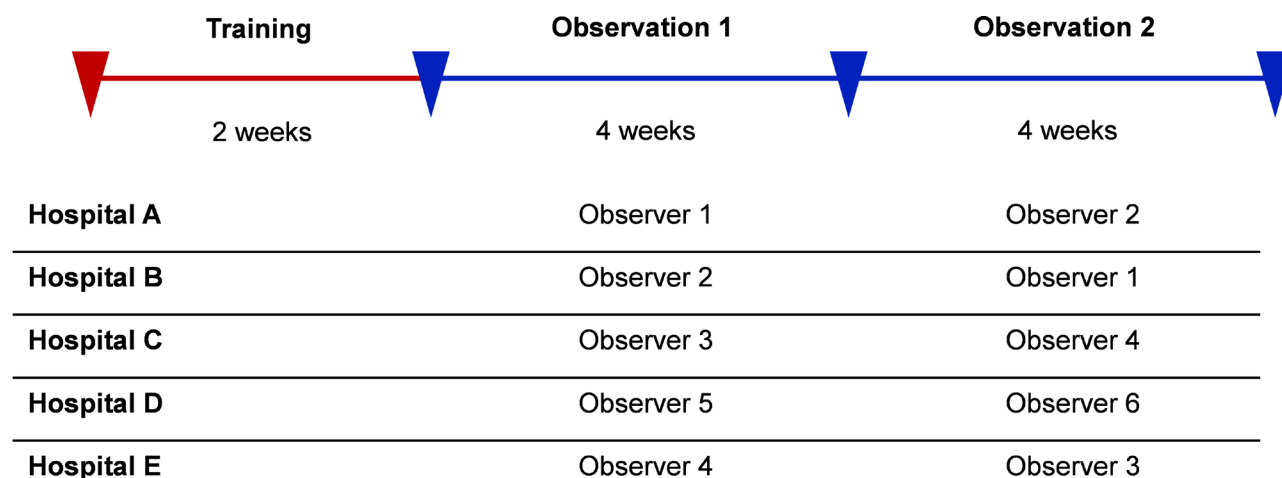 Training Observation 1 Observation 2
2 weeks 4 weeks 4 weeks
Hospital A Observer 1 Observer 2
Hospital B Observer 2 Observer 1
Hospital C Observer 3 Observer 4
Hospital D Observer 5 Observer 6
Hospital E Observer 4 Observer 3